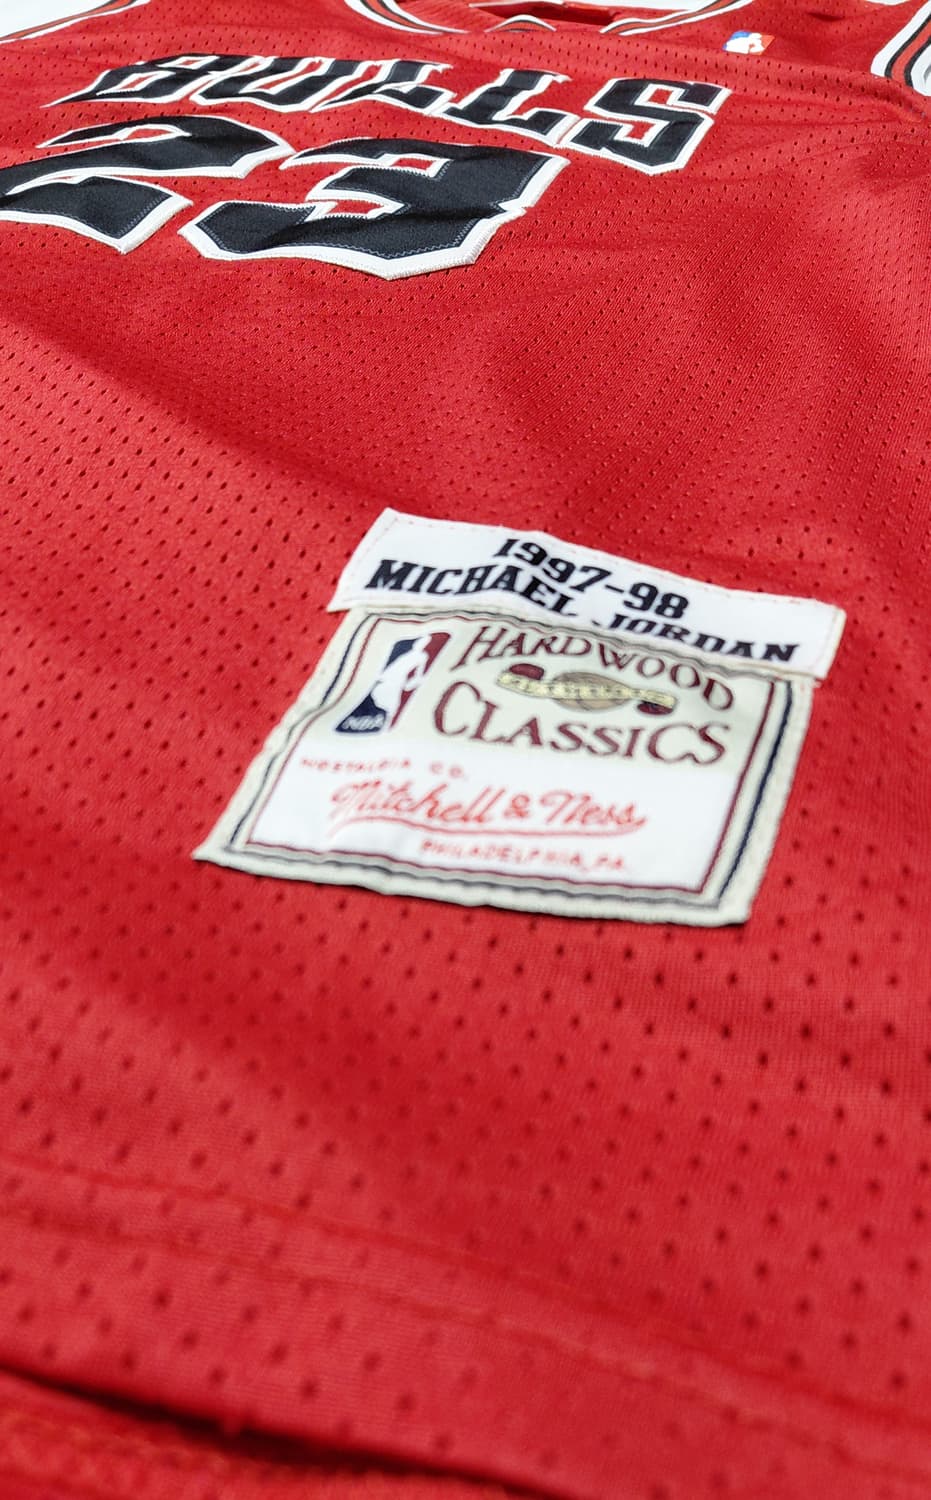 BULLS
23
1997-98
MICHAEL JORDAN
NBA
HARDWOOD
CLASSICS
NOSTALGIA CO.
Mitchell & Ness
PHILADELPHIA, PA.